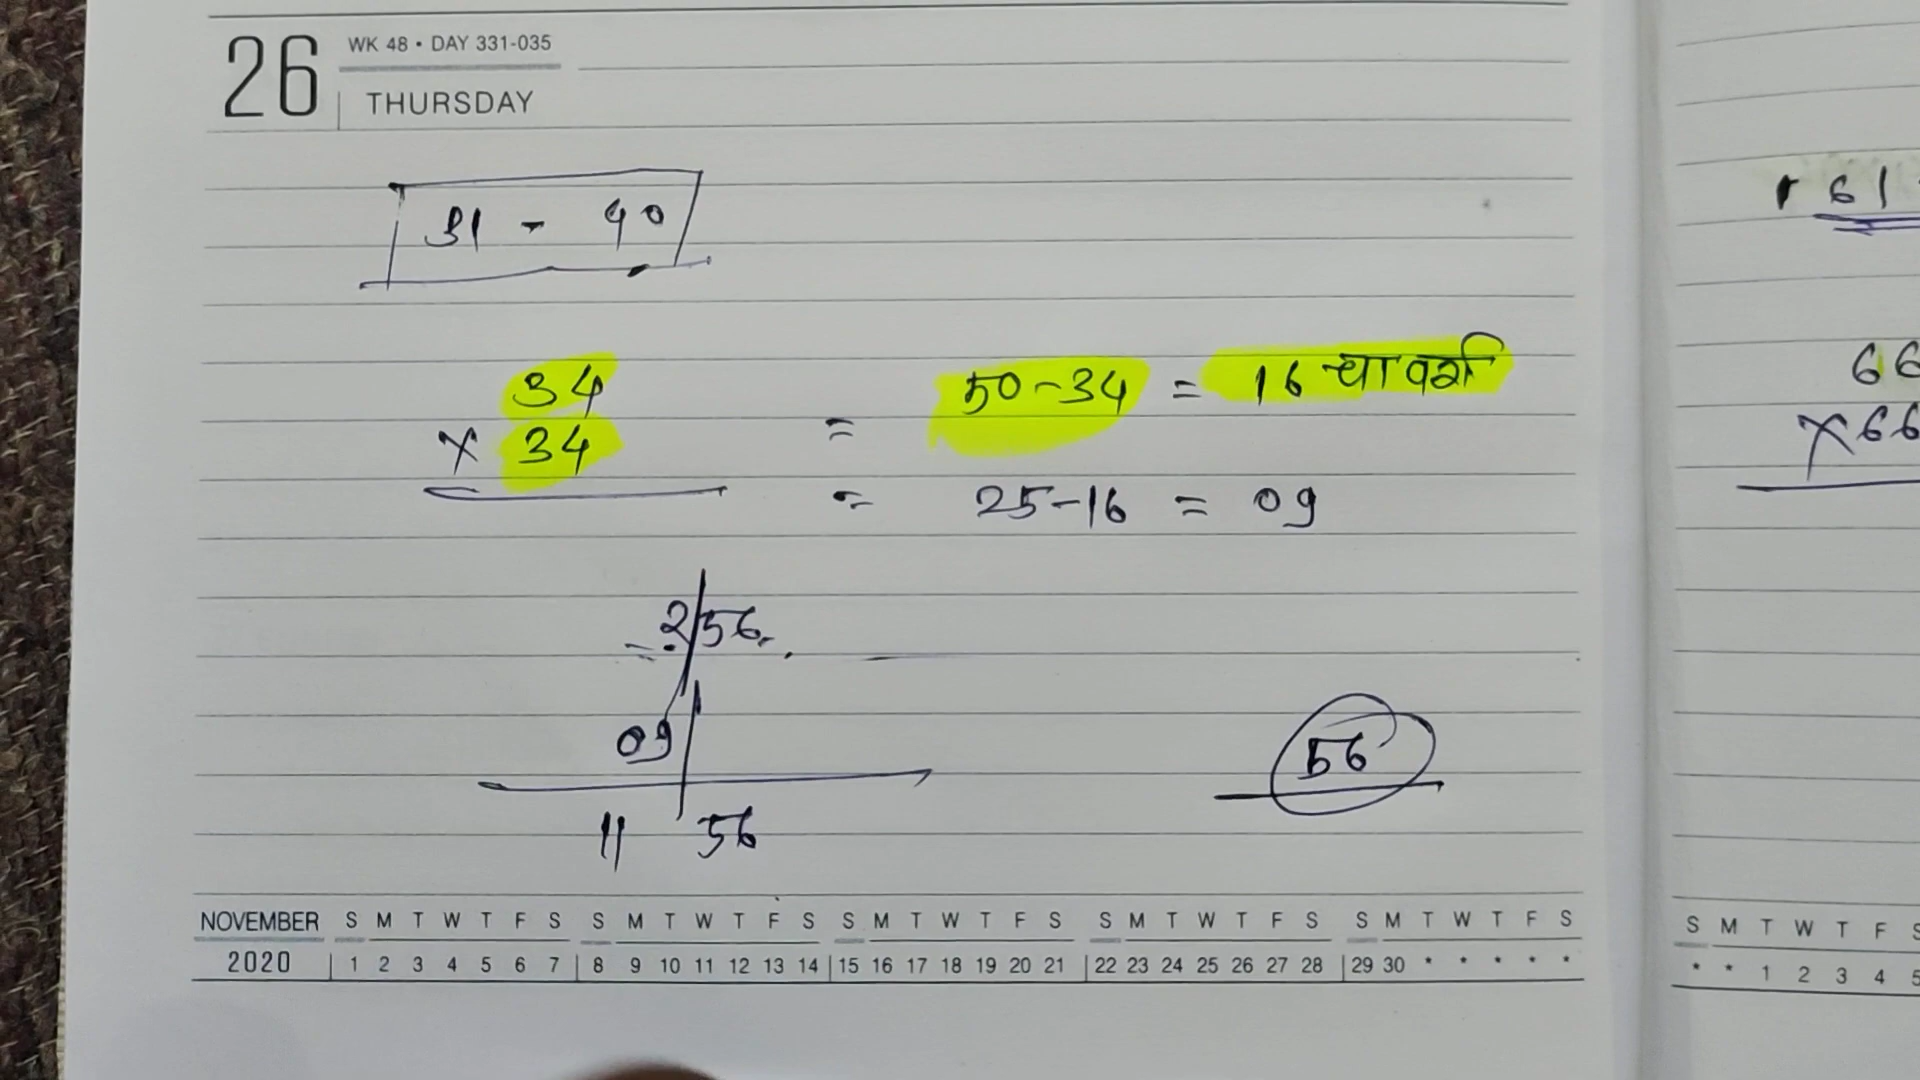 26
WK 48 • DAY 331-035
THURSDAY
31 - 40
34
× 34
= 50-34 = 16 चा वर्ग
= 25-16 = 09
= 2/56
09
11 56
56
NOVEMBER S M T W T F S S M T W T F S S M T W T F S S M T W T F S S M T W T F S
2020 1 2 3 4 5 6 7 8 9 10 11 12 13 14 15 16 17 18 19 20 21 22 23 24 25 26 27 28 29 30 * * * * *
61
66
×66
S M T W T F S
* * 1 2 3 4 5